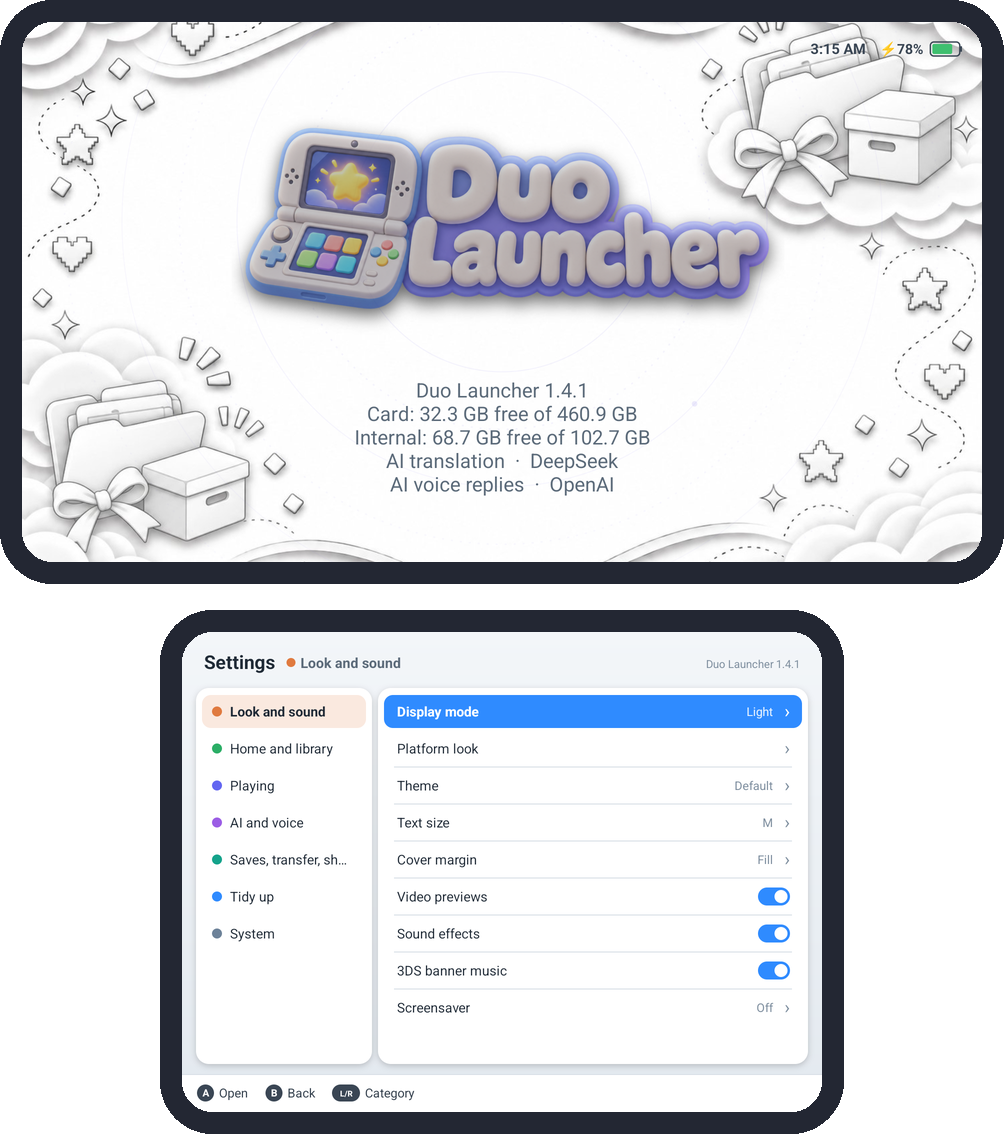 3:15 AM ⚡78%
Duo
Launcher
Duo Launcher 1.4.1
Card: 32.3 GB free of 460.9 GB
Internal: 68.7 GB free of 102.7 GB
AI translation · DeepSeek
AI voice replies · OpenAI
Settings Look and sound Duo Launcher 1.4.1
Look and sound
Home and library
Playing
AI and voice
Saves, transfer, sh...
Tidy up
System
Display mode Light ›
Platform look ›
Theme Default ›
Text size M ›
Cover margin Fill ›
Video previews
Sound effects
3DS banner music
Screensaver Off ›
A Open B Back L/R Category